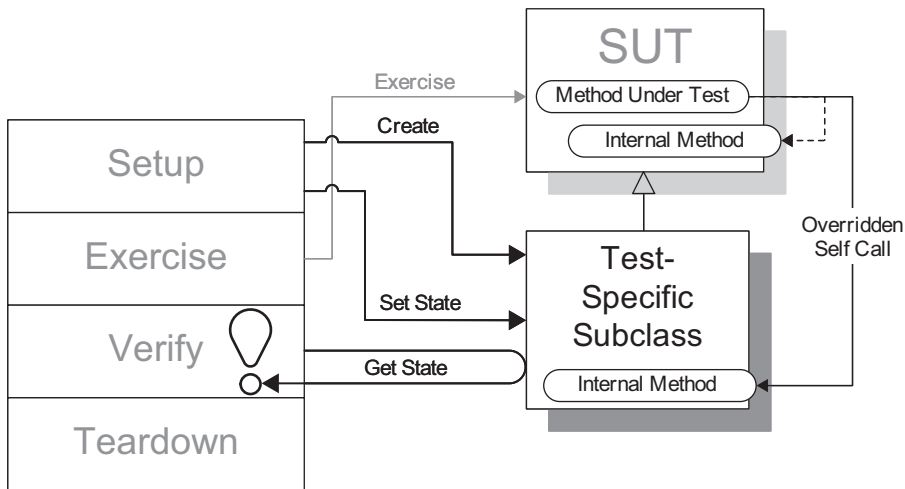 SUT
Exercise
Method Under Test
Create
Internal Method
Setup
Overridden
Self Call
Exercise
Test-
Specific
Subclass
Set State
Verify
Get State
Internal Method
Teardown